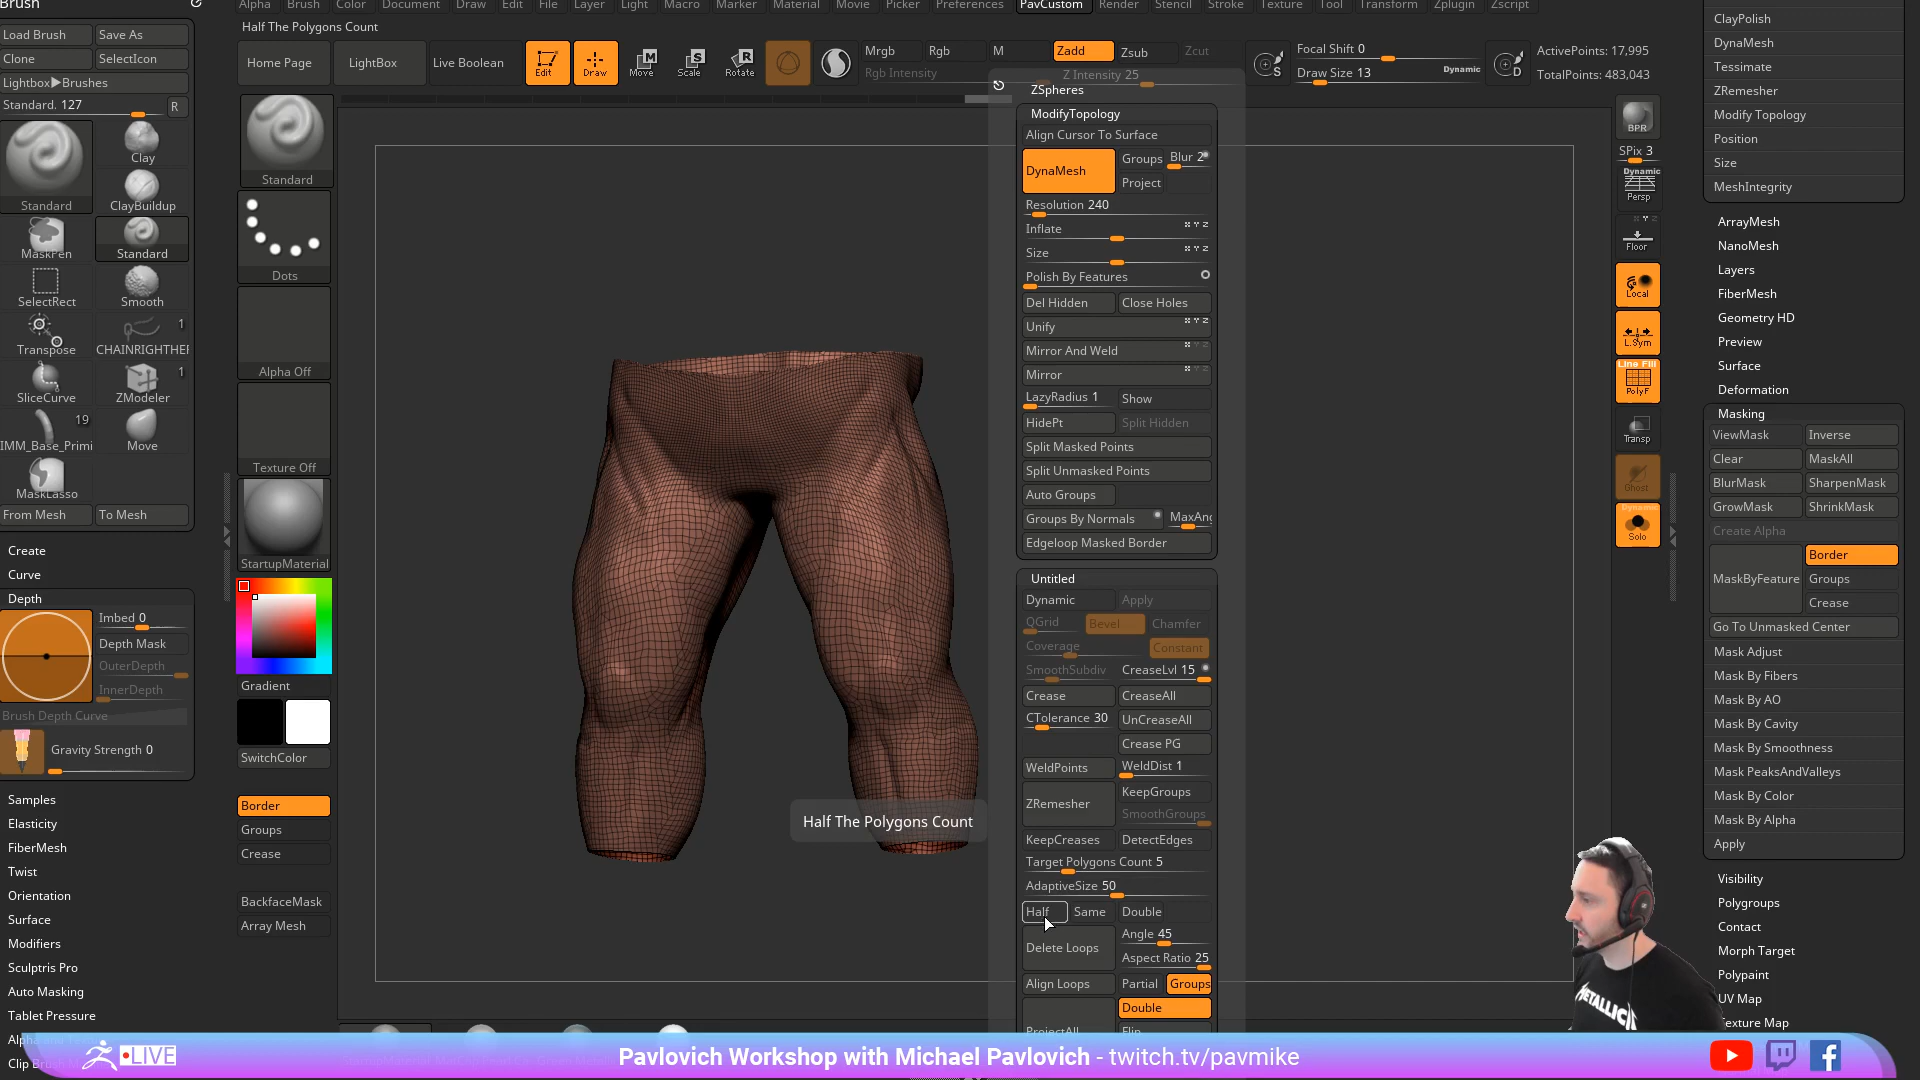 Brush
Alpha Brush Color Document Draw Edit File Layer Light Macro Marker Material Movie Picker Preferences PavCustom Render Stencil Stroke Texture Tool Transform Zplugin Zscript
Half The Polygons Count
Load Brush Save As
Clone SelectIcon
Lightbox▶Brushes
Standard. 127 R
Standard
Clay
ClayBuildup
MaskPen Standard
SelectRect Smooth
Transpose 1
SliceCurve ZModeler 1
19
IMM_Base_Primi Move
MaskLasso
From Mesh To Mesh
Create
Curve
Depth
Imbed 0
Depth Mask
OuterDepth
InnerDepth
Brush Depth Curve
Gravity Strength 0
Samples
Elasticity
FiberMesh
Twist
Orientation
Surface
Modifiers
Sculptris Pro
Auto Masking
Tablet Pressure
Home Page LightBox Live Boolean Edit Draw Move Scale Rotate
Mrgb Rgb M Zadd Zsub Zcut
Rgb Intensity Z Intensity 25
Focal Shift 0
Draw Size 13 Dynamic
S D
ActivePoints: 17,995
TotalPoints: 483,043
Standard
Dots
Alpha Off
Texture Off
StartupMaterial
Gradient
SwitchColor
Border
Groups
Crease
BackfaceMask
Array Mesh
Half The Polygons Count
ZSpheres
ModifyTopology
Align Cursor To Surface
DynaMesh Groups Blur 2
Project
Resolution 240
Inflate
Size
Polish By Features
Del Hidden Close Holes
Unify
Mirror And Weld
Mirror
LazyRadius 1 Show
HidePt Split Hidden
Split Masked Points
Split Unmasked Points
Auto Groups
Groups By Normals MaxAng
Edgeloop Masked Border
Untitled
Dynamic Apply
QGrid Bevel Chamfer
Coverage Constant
SmoothSubdiv CreaseLvl 15
Crease CreaseAll
CTolerance 30 UnCreaseAll
Crease PG
WeldPoints WeldDist 1
ZRemesher KeepGroups
SmoothGroups
KeepCreases DetectEdges
Target Polygons Count 5
AdaptiveSize 50
Half Same Double
Delete Loops Angle 45
Aspect Ratio 25
Align Loops Partial Groups
Double
ProjectAll Flip
BPR
SPix 3
Dynamic
Persp
Floor
Local
L.Sym
Line Fill
PolyF
Transp
Ghost
Dynamic
Solo
ClayPolish
DynaMesh
Tessimate
ZRemesher
Modify Topology
Position
Size
MeshIntegrity
ArrayMesh
NanoMesh
Layers
FiberMesh
Geometry HD
Preview
Surface
Deformation
Masking
ViewMask Inverse
Clear MaskAll
BlurMask SharpenMask
GrowMask ShrinkMask
Create Alpha
MaskByFeature Border
Groups
Crease
Go To Unmasked Center
Mask Adjust
Mask By Fibers
Mask By AO
Mask By Cavity
Mask By Smoothness
Mask PeaksAndValleys
Mask By Color
Mask By Alpha
Apply
Visibility
Polygroups
Contact
Morph Target
Polypaint
UV Map
Texture Map
METALLICA
LIVE
Pavlovich Workshop with Michael Pavlovich - twitch.tv/pavmike